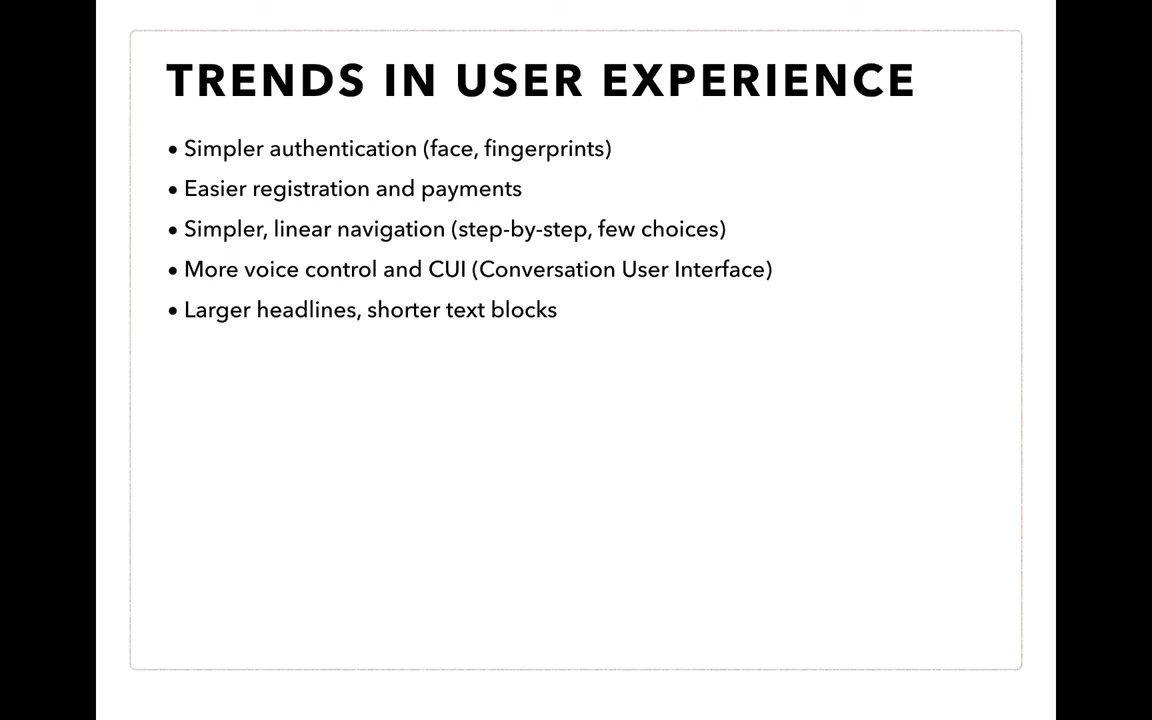 TRENDS IN USER EXPERIENCE
• Simpler authentication (face, fingerprints)
• Easier registration and payments
• Simpler, linear navigation (step-by-step, few choices)
• More voice control and CUI (Conversation User Interface)
• Larger headlines, shorter text blocks